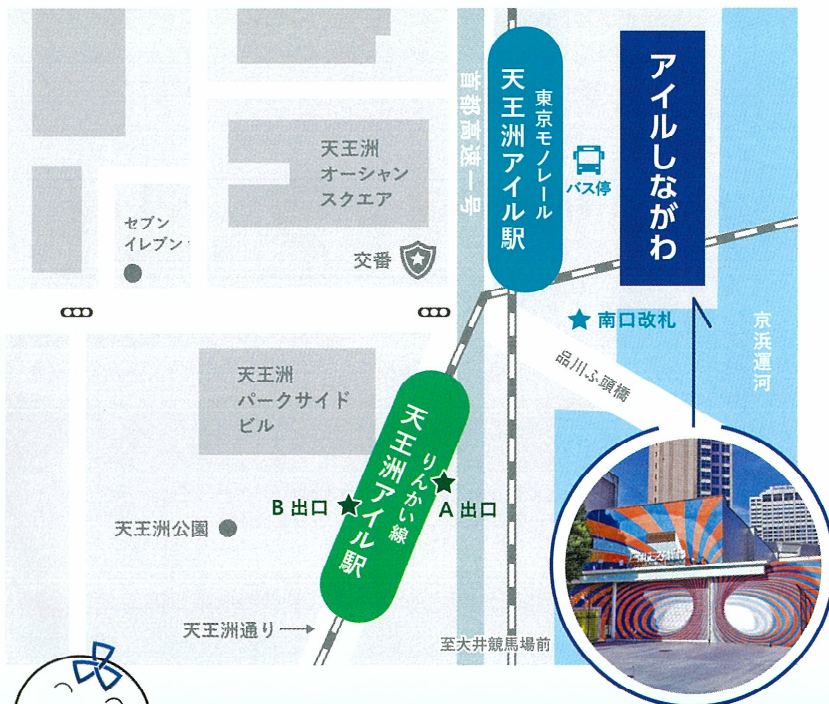 首都高速一号
東京モノレール
天王洲アイル駅
バス停
アイルしながわ
天王洲
オーシャン
スクエア
セブン
イレブン
交番
南口改札
品川ふ頭橋
京浜運河
天王洲
パークサイド
ビル
りんかい線
天王洲アイル駅
B 出口
A 出口
天王洲公園
天王洲通り
至大井競馬場前